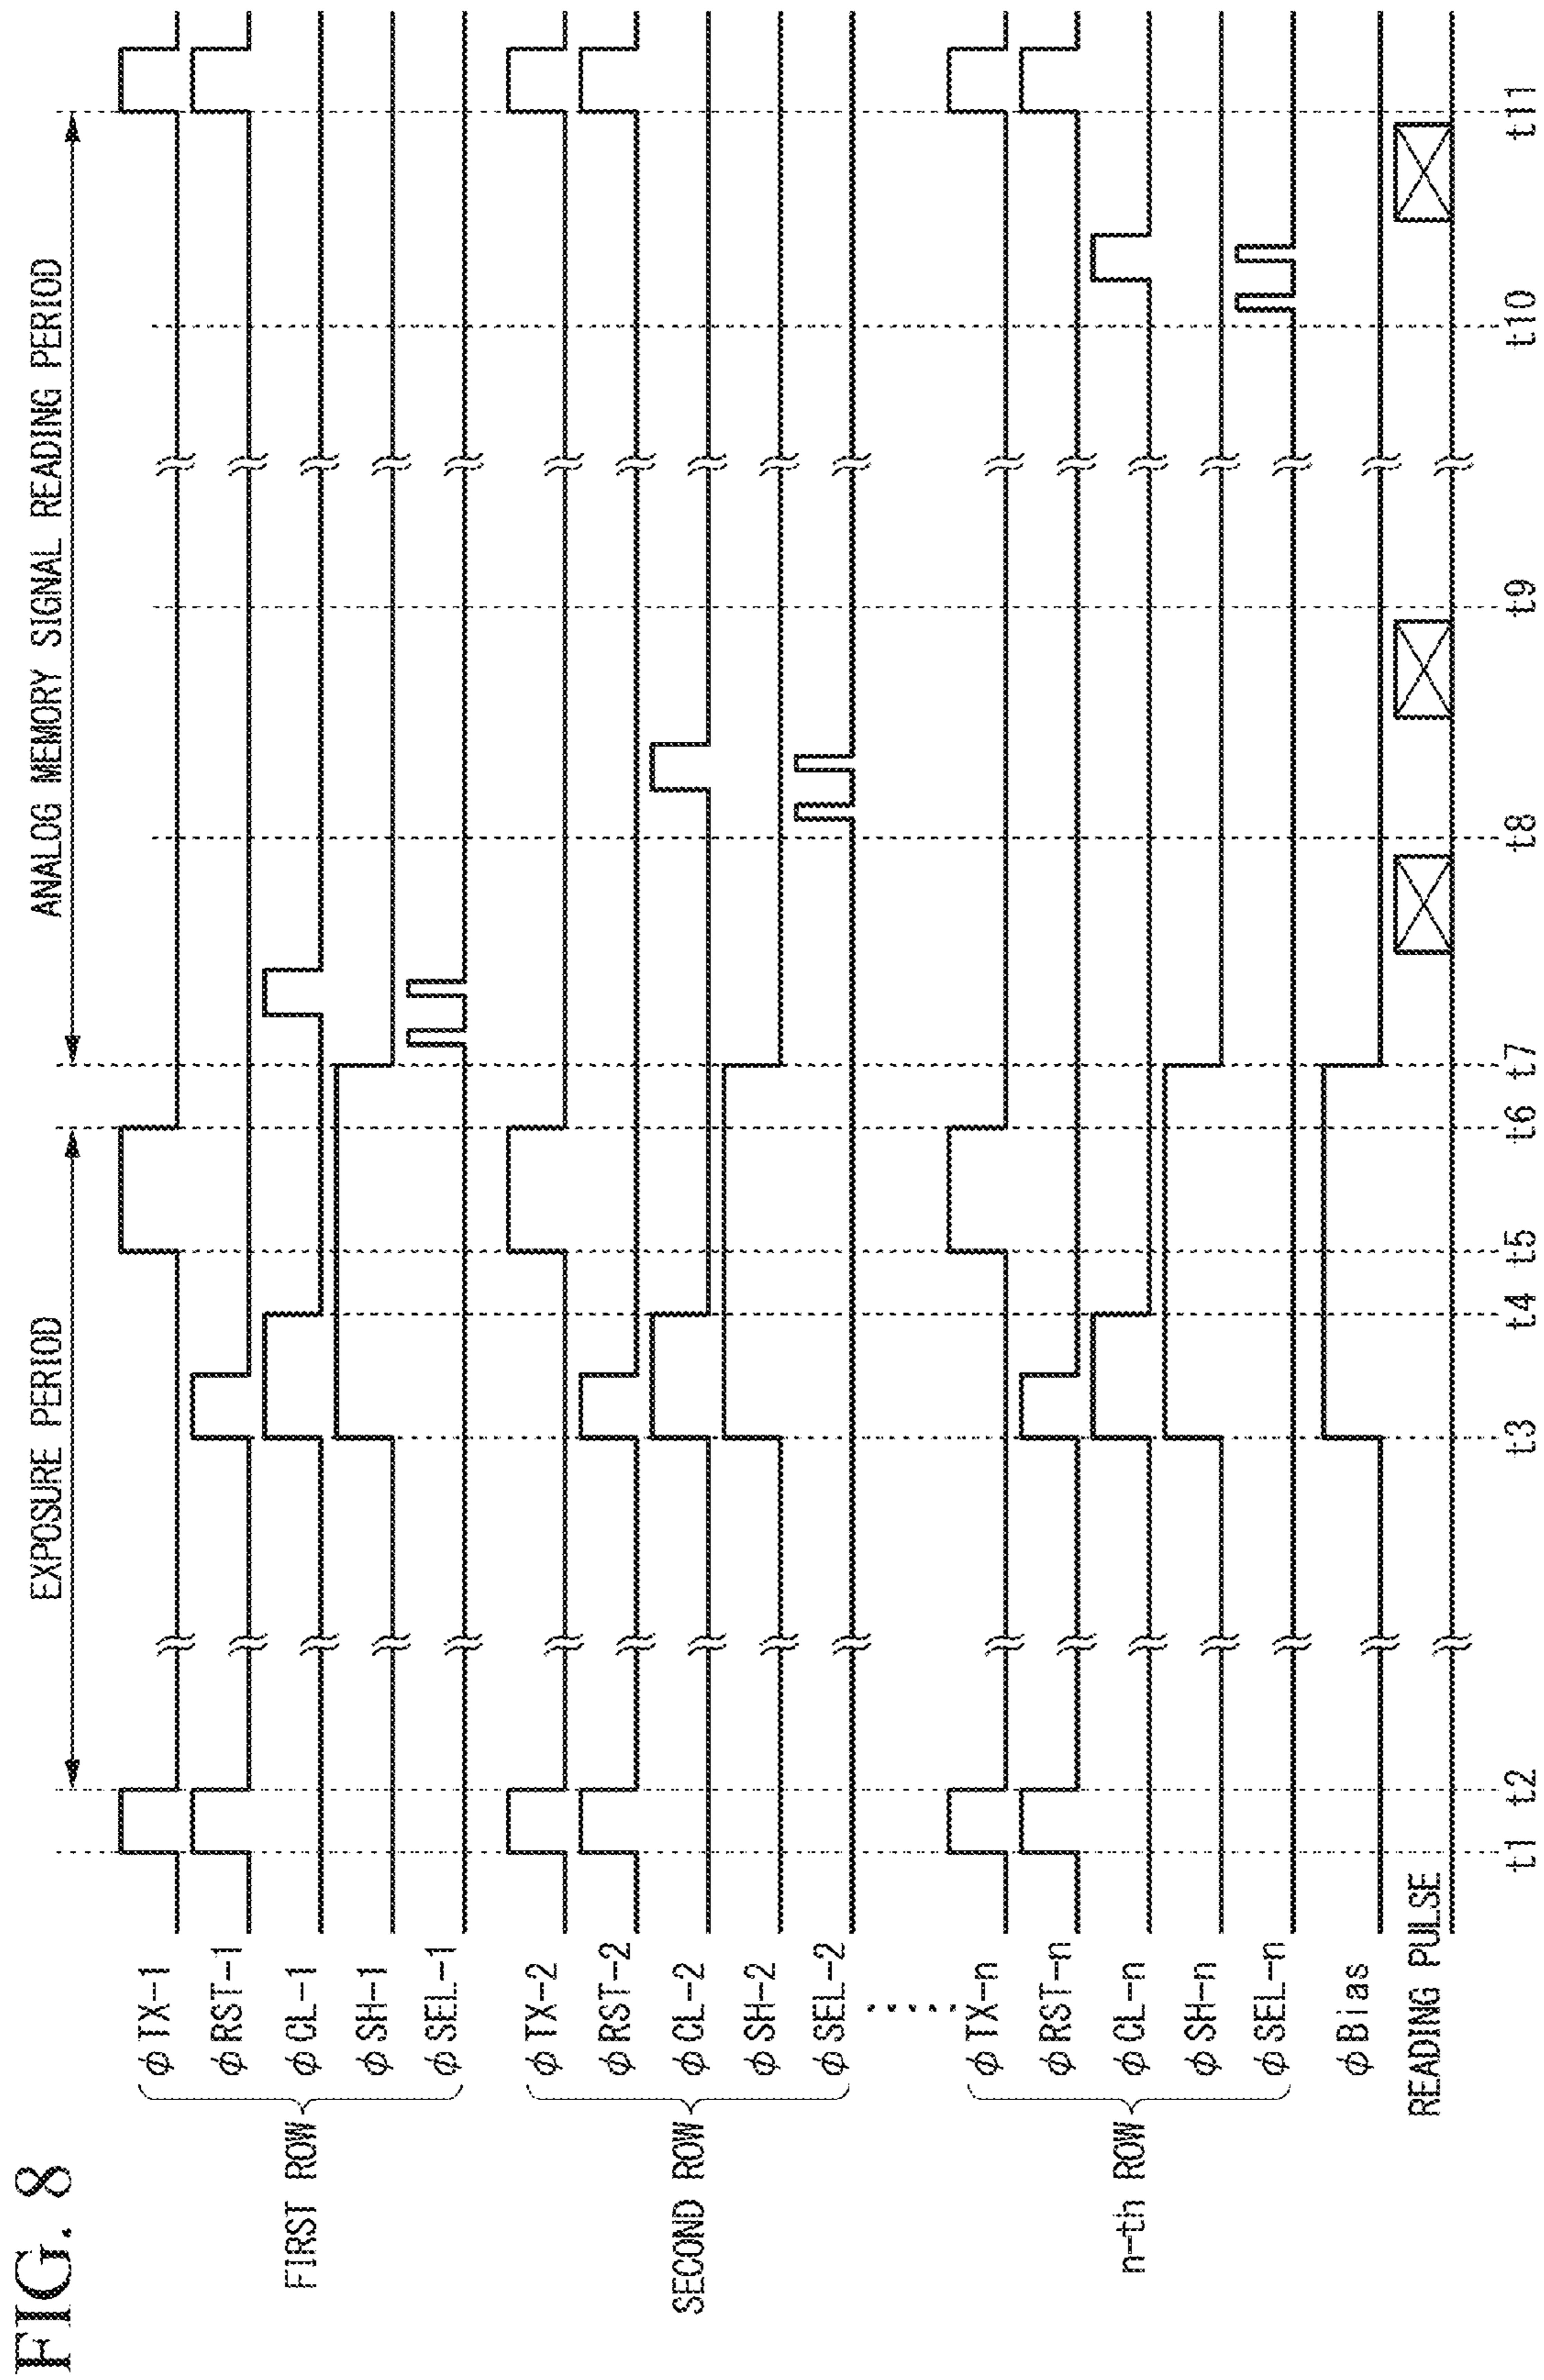 FIG. 8
EXPOSURE PERIOD
ANALOG MEMORY SIGNAL READING PERIOD
FIRST ROW
φTX-1
φRST-1
φCL-1
φSH-1
φSEL-1
SECOND ROW
φTX-2
φRST-2
φCL-2
φSH-2
φSEL-2
n-th ROW
φTX-n
φRST-n
φCL-n
φSH-n
φSEL-n
φBias
READING PULSE
t1 t2 t3 t4 t5 t6 t7 t8 t9 t10 t11